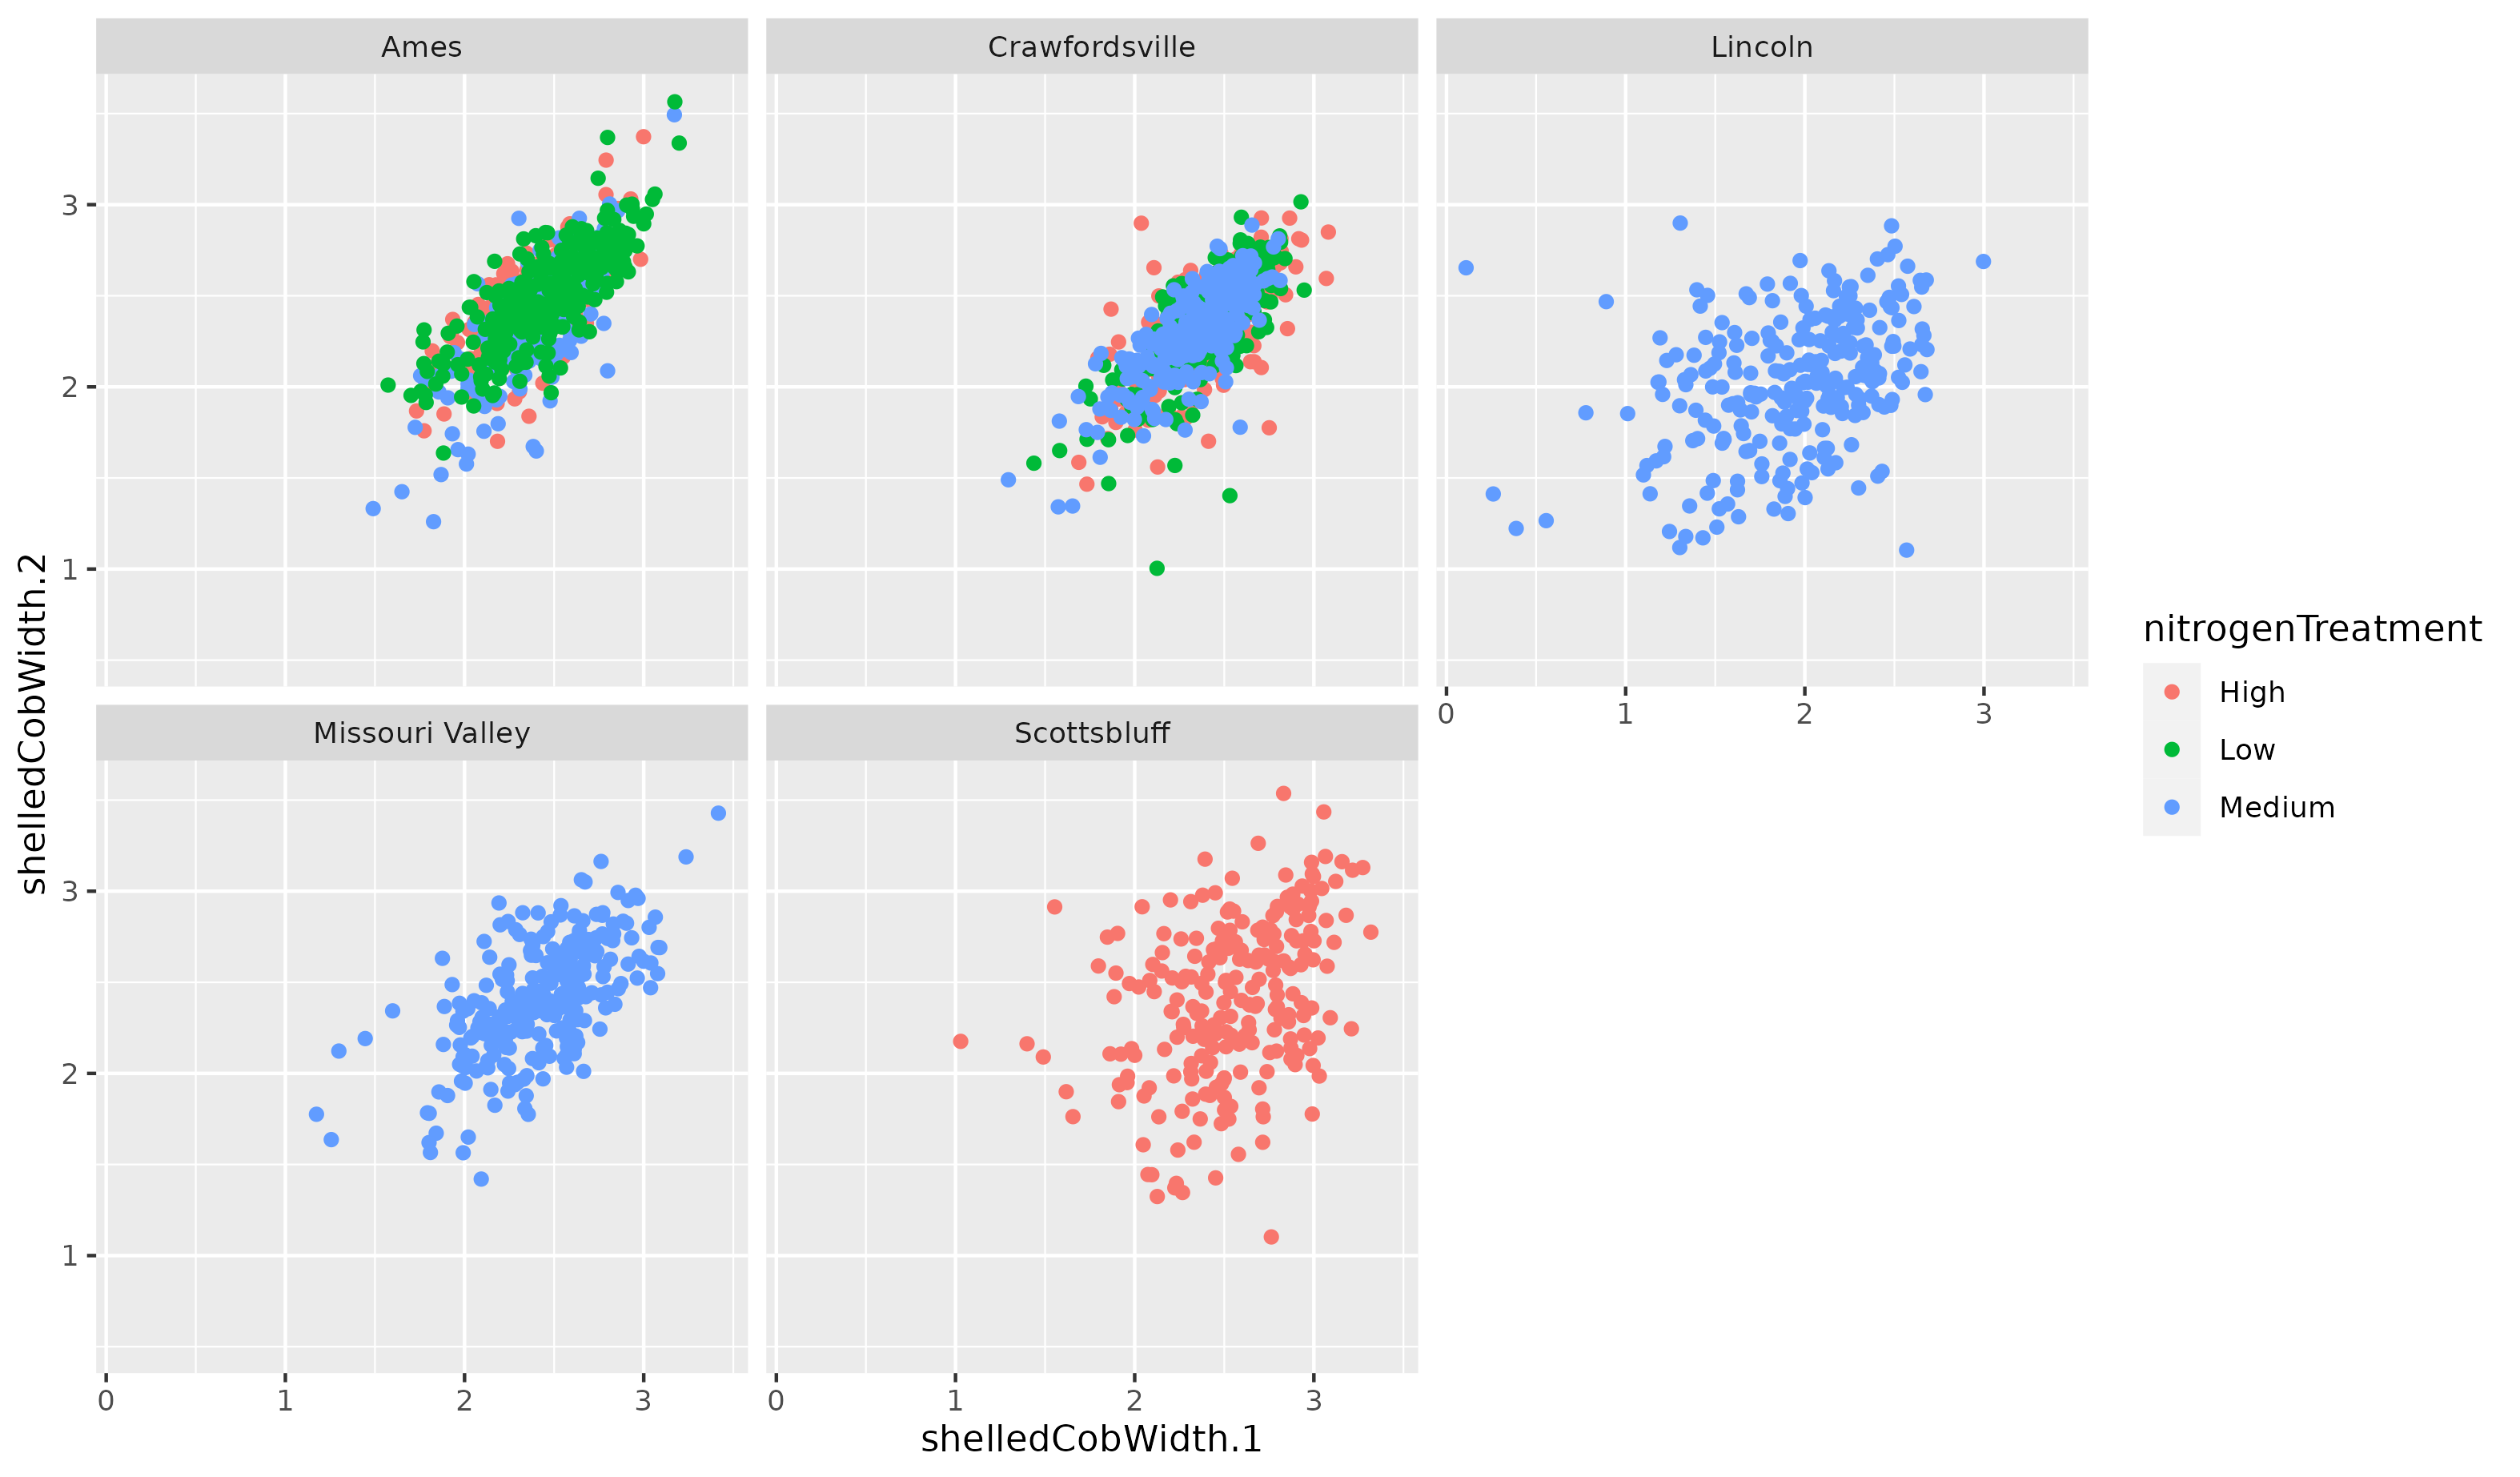 Ames
Crawfordsville
Lincoln
3
2
1
0 1 2 3
Missouri Valley
Scottsbluff
3
2
1
0 1 2 3
0 1 2 3
shelledCobWidth.1
shelledCobWidth.2
nitrogenTreatment
High
Low
Medium